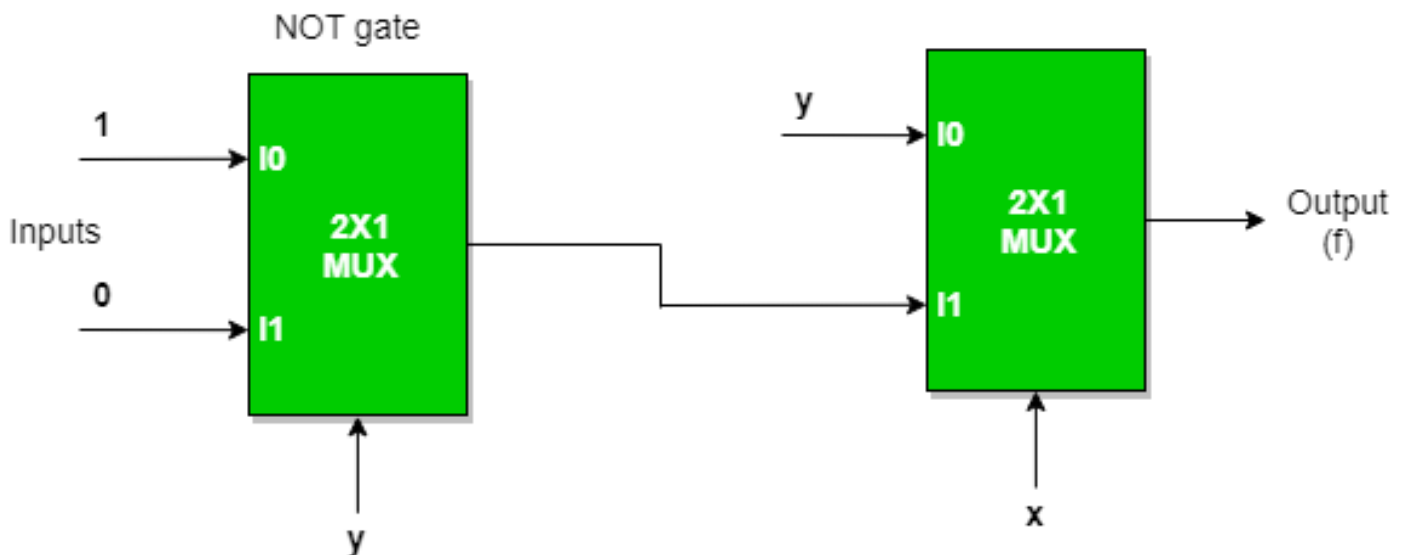 NOT gate
1
I0
Inputs
2X1
MUX
0
I1
y
y
I0
2X1
MUX
I1
x
Output
(f)